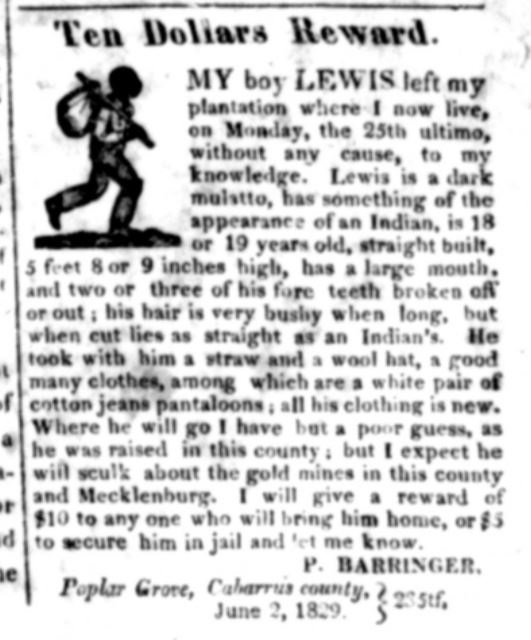 Ten Dollars Reward.
MY boy LEWIS left my
plantation where I now live,
on Monday, the 25th ultimo,
without any cause, to my
knowledge. Lewis is a dark
mulatto, has something of the
appearance of an Indian, is 18
or 19 years old, straight built,
5 feet 8 or 9 inches high, has a large mouth,
and two or three of his fore teeth broken off
or out; his hair is very bushy when long, but
when cut lies as straight as an Indian's. He
took with him a straw and a wool hat, a good
many clothes, among which are a white pair of
cotton jeans pantaloons; all his clothing is new.
Where he will go I have but a poor guess, as
he was raised in this county; but I expect he
will sculk about the gold mines in this county
and Mecklenburg. I will give a reward of
$10 to any one who will bring him home, or $5
to secure him in jail and let me know.
P. BARRINGER.
Poplar Grove, Cabarrus county,
June 2, 1829.